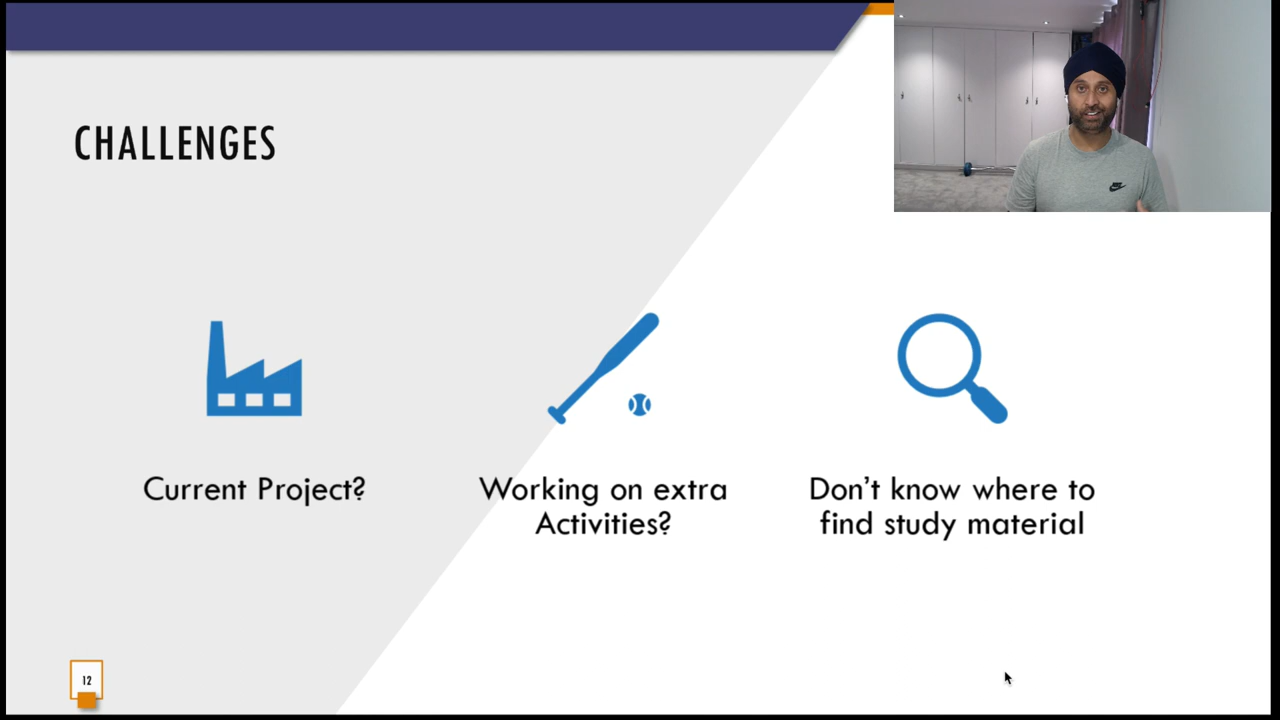 CHALLENGES
Current Project?
Working on extra
Activities?
Don't know where to
find study material
12